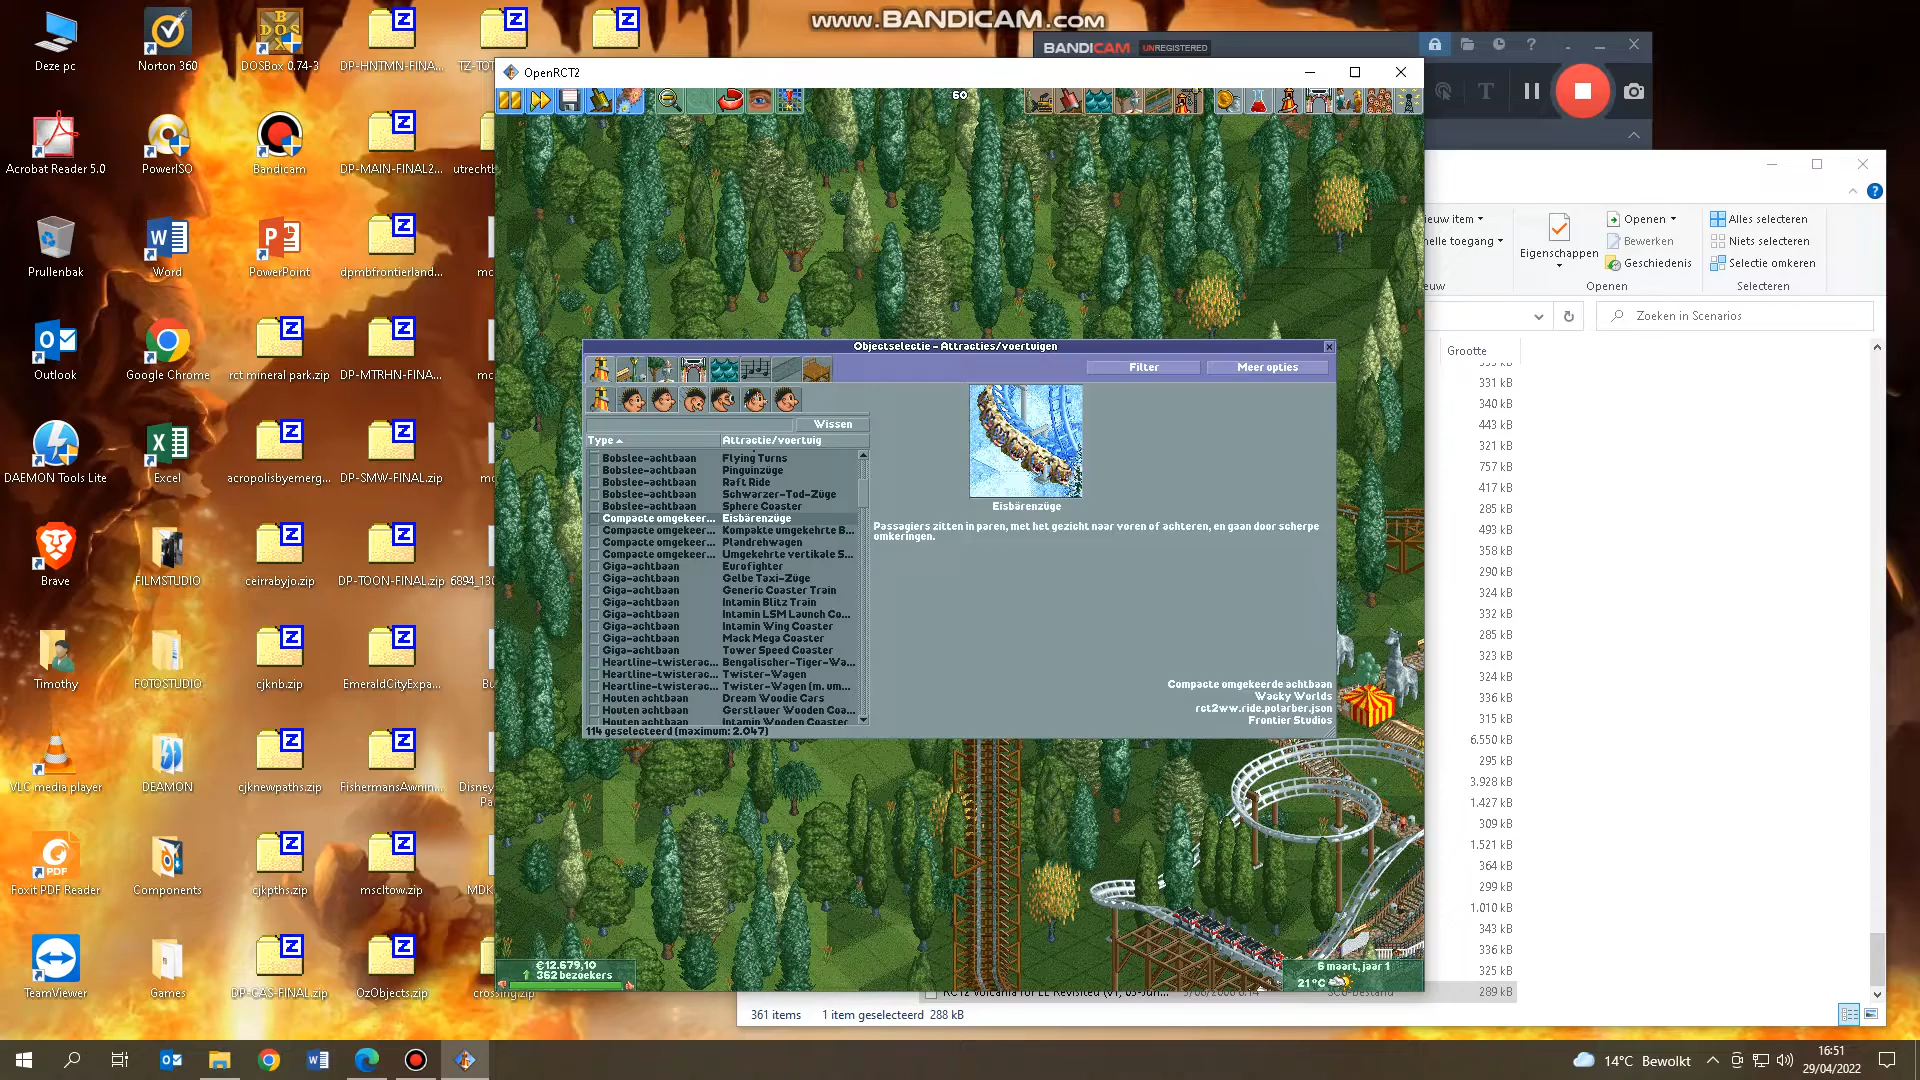 www.BANDICAM.com
BANDICAM UNREGISTERED
OpenRCT2
60
Deze pc
Norton 360
DOSBox 0.74-3
DP-HNTMN-FINA...
Acrobat Reader 5.0
PowerISO
Bandicam
DP-MAIN-FINAL2...
Prullenbak
Word
PowerPoint
dpmbfrontierland...
Outlook
Google Chrome
rct mineral park.zip
DP-MTRHN-FINA...
DAEMON Tools Lite
Excel
acropolisbyemerg...
DP-SMW-FINAL.zip
Brave
FILMSTUDIO
ceirrabyjo.zip
DP-TOON-FINAL.zip
Timothy
FOTOSTUDIO
cjknb.zip
EmeraldCityExpa...
VLC media player
DEAMON
cjknewpaths.zip
FishermansAwnin...
Foxit PDF Reader
Components
cjkpths.zip
mscltow.zip
TeamViewer
Games
DP-CAS-FINAL.zip
OzObjects.zip
crossing.zip
Objectselectie - Attracties/voertuigen
Filter
Meer opties
Wissen
Type
Attractie/voertuig
Bobslee-achtbaan Flying Turns
Bobslee-achtbaan Pinguinzüge
Bobslee-achtbaan Raft Ride
Bobslee-achtbaan Schwarzer-Tod-Züge
Bobslee-achtbaan Sphere Coaster
Compacte omgekeer... Eisbärenzüge
Compacte omgekeer... Kompakte umgekehrte B...
Compacte omgekeer... Plandrehwagen
Compacte omgekeer... Umgekehrte vertikale S...
Giga-achtbaan Eurofighter
Giga-achtbaan Gelbe Taxi-Züge
Giga-achtbaan Generic Coaster Train
Giga-achtbaan Intamin Blitz Train
Giga-achtbaan Intamin LSM Launch Co...
Giga-achtbaan Intamin Wing Coaster
Giga-achtbaan Mack Mega Coaster
Giga-achtbaan Tower Speed Coaster
Heartline-twisterac... Bengalischer-Tiger-Wa...
Heartline-twisterac... Twister-Wagen
Heartline-twisterac... Twister-Wagen (m. um...
Houten achtbaan Dream Woodie Cars
Houten achtbaan Gerstlauer Wooden Coa...
Houten achtbaan Intamin Wooden Coaster
114 geselecteerd (maximum: 2.047)
Eisbärenzüge
Passagiers zitten in paren, met het gezicht naar voren of achteren, en gaan door scherpe
omkeringen.
Compacte omgekeerde achtbaan
Wacky Worlds
rct2ww.ride.polarber.json
Frontier Studios
€12.679,10
362 bezoekers
6 maart, jaar 1
21°C
Eigenschappen
Openen
Bewerken
Geschiedenis
Openen
Alles selecteren
Niets selecteren
Selectie omkeren
Selecteren
Zoeken in Scenarios
Grootte
331 kB
340 kB
443 kB
321 kB
757 kB
417 kB
285 kB
493 kB
358 kB
290 kB
324 kB
332 kB
285 kB
323 kB
324 kB
336 kB
315 kB
6.550 kB
295 kB
3.928 kB
1.427 kB
309 kB
1.521 kB
364 kB
299 kB
1.010 kB
343 kB
336 kB
325 kB
289 kB
361 items 1 item geselecteerd 288 kB
14°C Bewolkt
16:51
29/04/2022